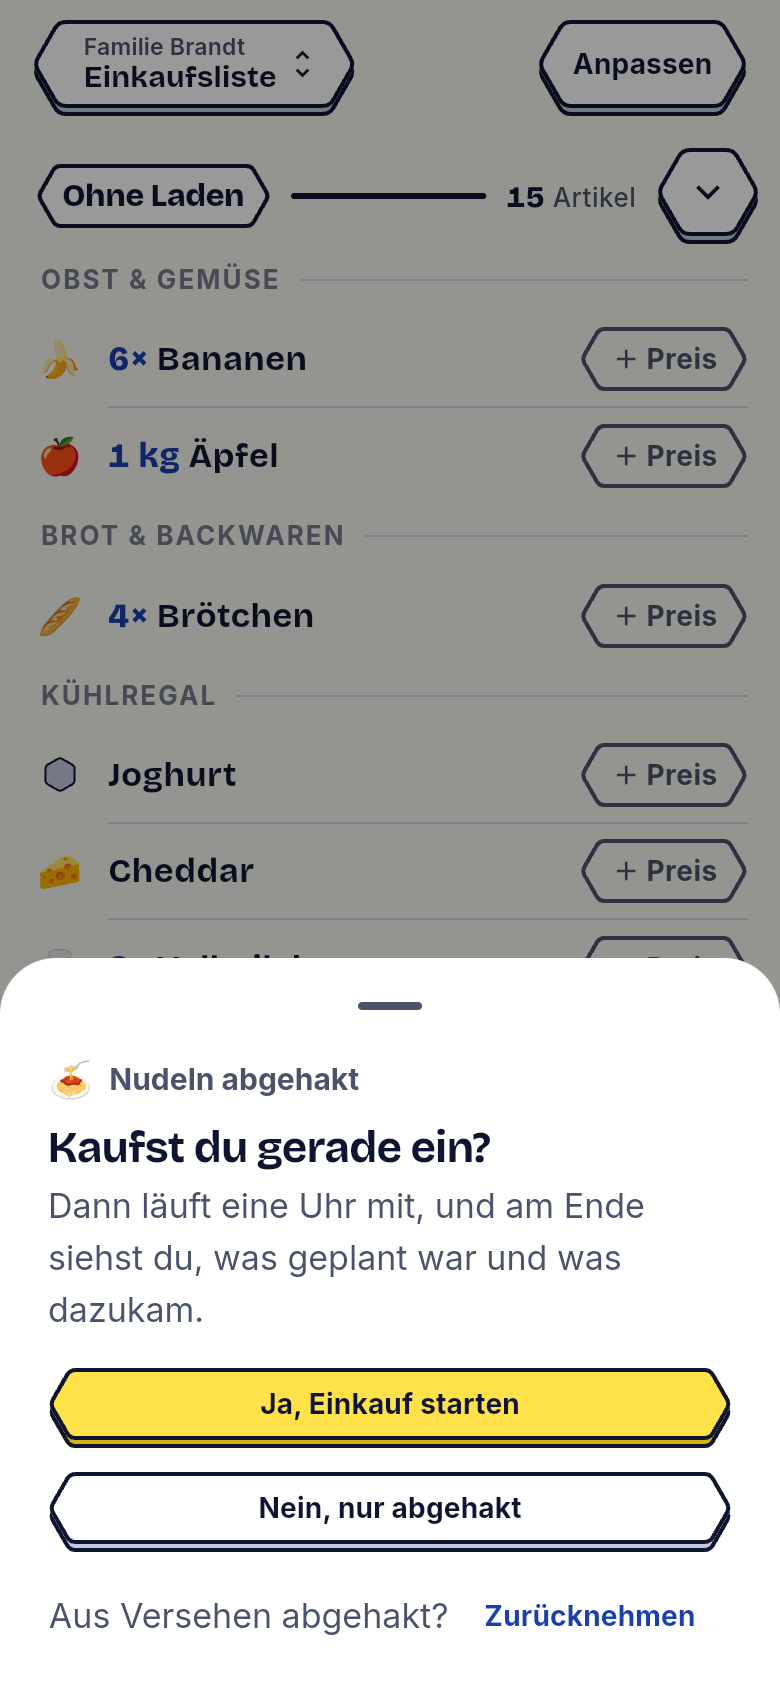 Familie Brandt
Einkaufsliste
Anpassen
Ohne Laden
15 Artikel
OBST & GEMÜSE
6× Bananen
+ Preis
1 kg Äpfel
+ Preis
BROT & BACKWAREN
4× Brötchen
+ Preis
KÜHLREGAL
Joghurt
+ Preis
Cheddar
+ Preis
Nudeln abgehakt
Kaufst du gerade ein?
Dann läuft eine Uhr mit, und am Ende
siehst du, was geplant war und was
dazukam.
Ja, Einkauf starten
Nein, nur abgehakt
Aus Versehen abgehakt? Zurücknehmen